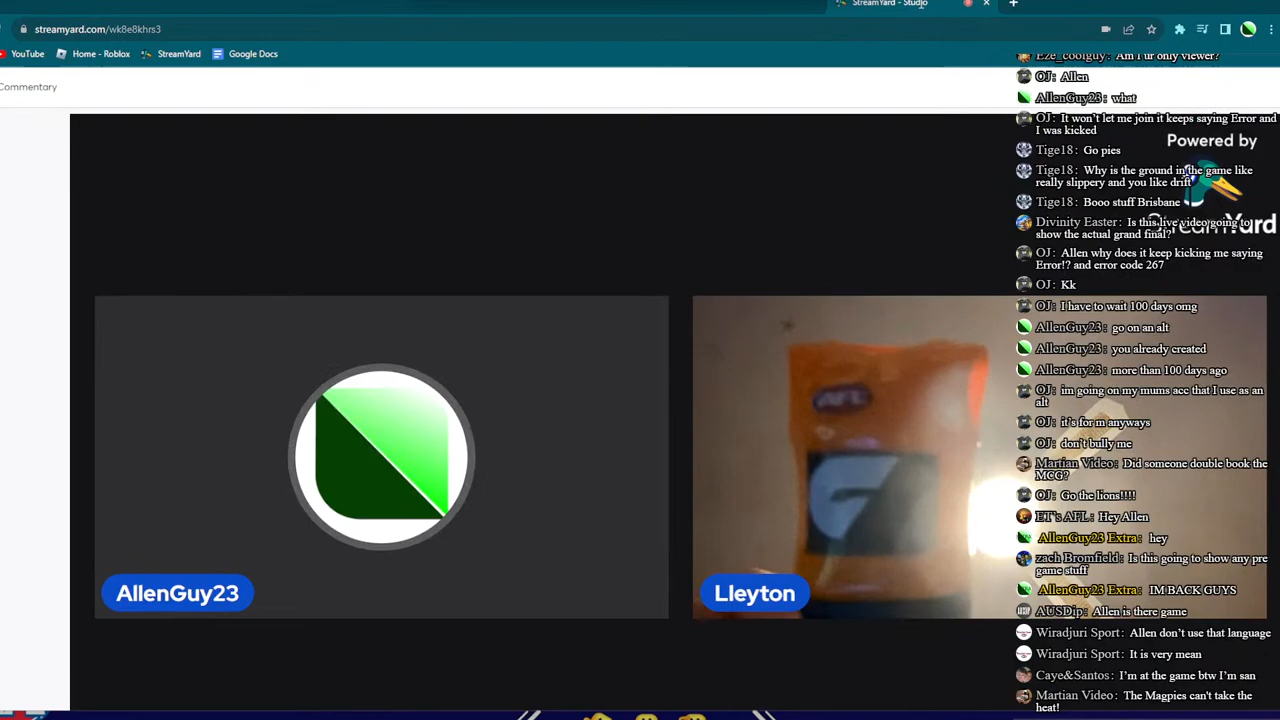 StreamYard - Studio
streamyard.com/wk8e8khrs3
YouTube
Home - Roblox
StreamYard
Google Docs
Commentary
Powered by
StreamYard
AFL
AllenGuy23
Lleyton
Eze_coolguy: Am I ur only viewer?
OJ: Allen
AllenGuy23: what
OJ: It won't let me join it keeps saying Error and
I was kicked
Tige18: Go pies
Tige18: Why is the ground in the game like
really slippery and you like drift
Tige18: Booo stuff Brisbane
Divinity Easter: Is this live video going to
show the actual grand final?
OJ: Allen why does it keep kicking me saying
Error!? and error code 267
OJ: Kk
OJ: I have to wait 100 days omg
AllenGuy23: go on an alt
AllenGuy23: you already created
AllenGuy23: more than 100 days ago
OJ: im going on my mums acc that I use as an
alt
OJ: it's for m anyways
OJ: don't bully me
Martian Video: Did someone double book the
MCG?
OJ: Go the lions!!!!
ET's AFL: Hey Allen
AllenGuy23 Extra: hey
zach Bromfield: Is this going to show any pre
game stuff
AllenGuy23 Extra: IM BACK GUYS
AUSDip: Allen is there game
Wiradjuri Sport: Allen don't use that language
Wiradjuri Sport: It is very mean
Caye&Santos: I'm at the game btw I'm san
Martian Video: The Magpies can't take the
heat!